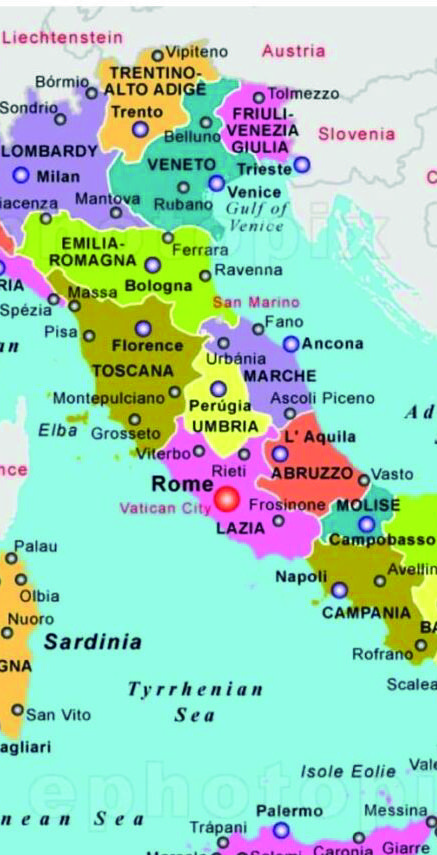 Liechtenstein
Vipiteno
Austria
TRENTINO-
ALTO ADIGE
Bórmio
Tolmezzo
Sondrio
Trento
FRIULI-
VENEZIA
GIULIA
Belluno
Slovenia
LOMBARDY
VENETO
Trieste
Milan
Venice
Mantova
Rubano
Gulf of
Venice
iacenza
EMILIA-
ROMAGNA
Ferrara
Ravenna
Bologna
RIA
Massa
San Marino
Spézia
Fano
Pisa
Florence
Urbánia
Ancona
an
TOSCANA
MARCHE
Montepulciano
Perúgia
Ascoli Piceno
UMBRIA
Ad
Elba
Grosseto
L' Aquila
Viterbo
Rieti
ABRUZZO
Vasto
nce
Rome
Vatican City
Frosinone
MOLISE
LAZIA
Campobasso
Palau
Napoli
Avellin
Olbia
CAMPANIA
Nuoro
BA
Sardinia
Rofrano
GNA
Scalea
Tyrrhenian
Sea
San Vito
agliari
Isole Eolie
Vale
ephotopix
nean Sea
Palermo
Messina
Trápani
Caronia
Giarre